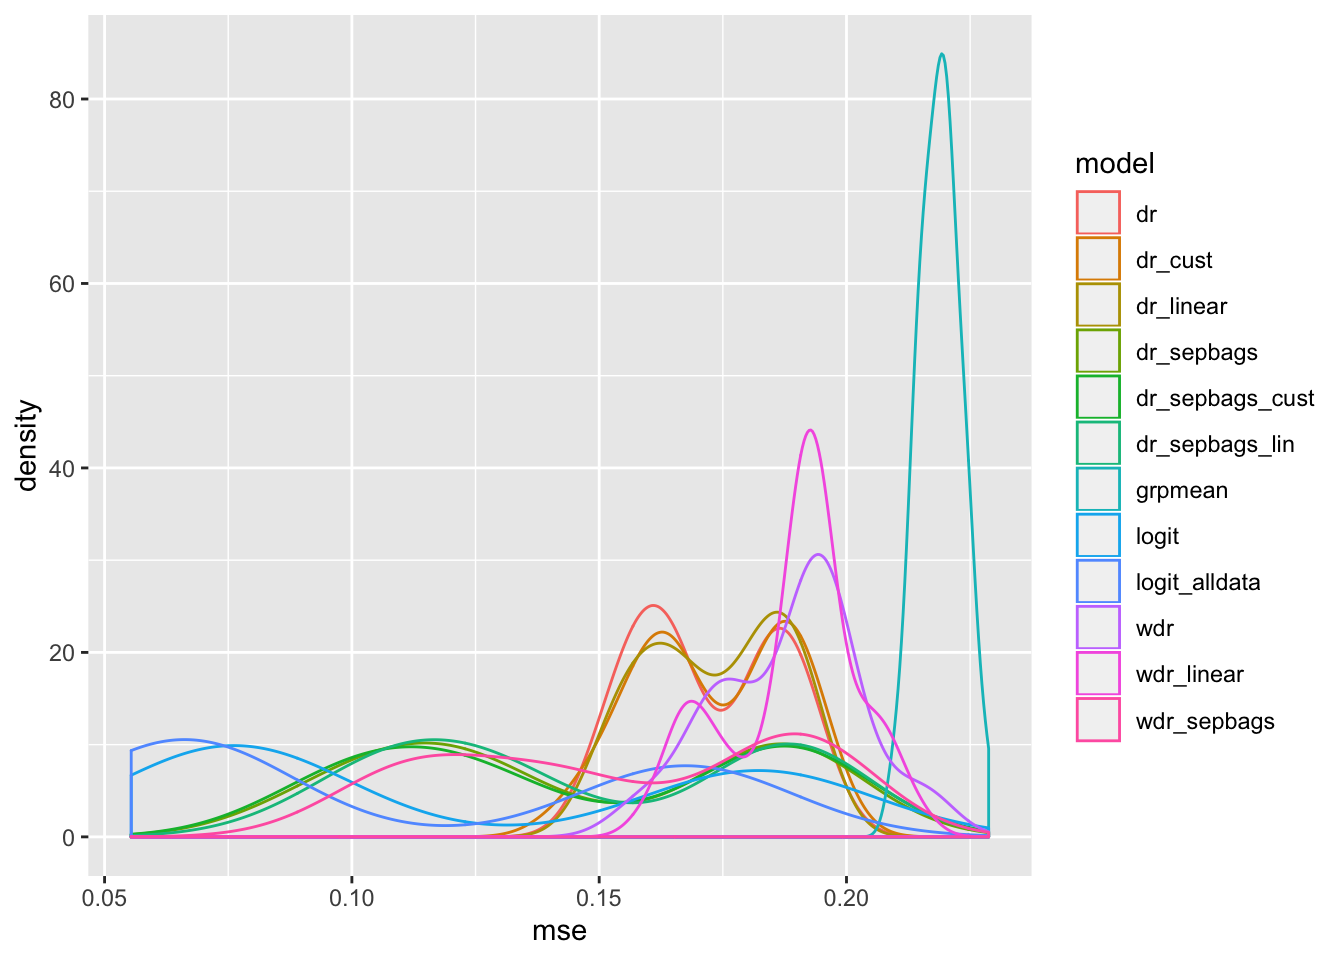 80
60
40
20
0
density
0.05
0.10
0.15
0.20
mse
model
dr
dr_cust
dr_linear
dr_sepbags
dr_sepbags_cust
dr_sepbags_lin
grpmean
logit
logit_alldata
wdr
wdr_linear
wdr_sepbags